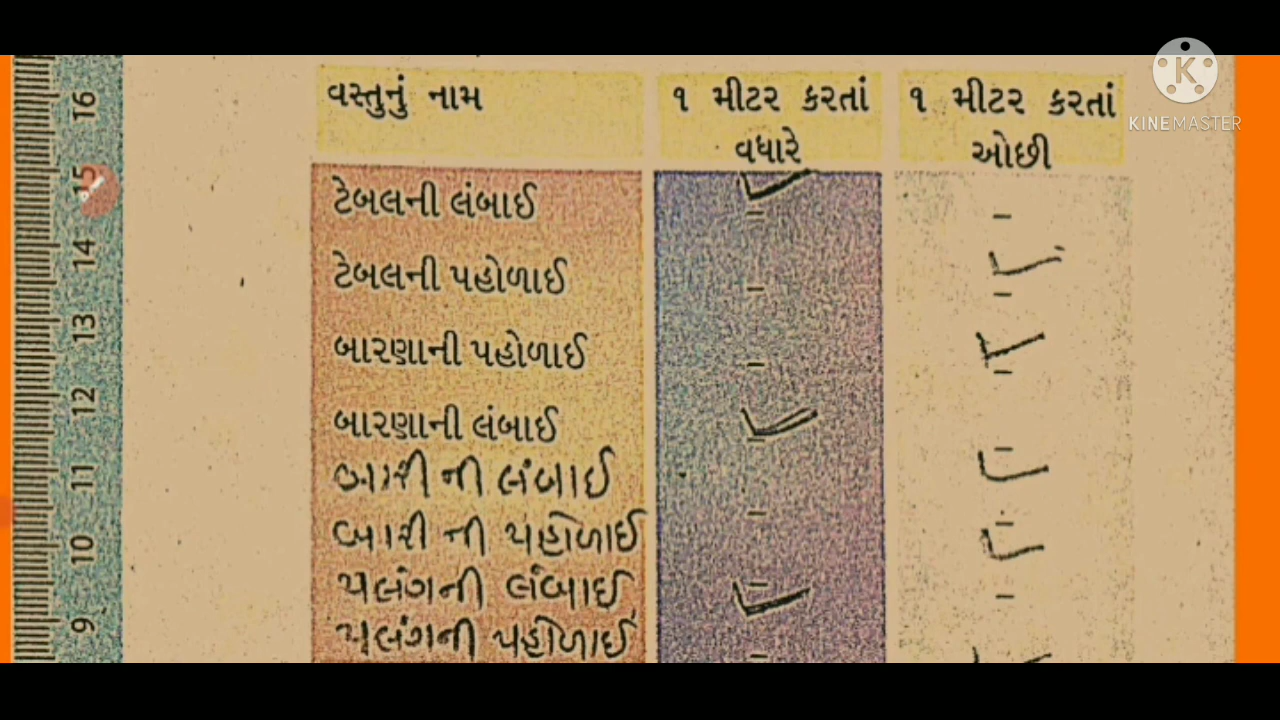 વસ્તુનું નામ
૧ મીટર કરતાં વધારે
૧ મીટર કરતાં ઓછી
ટેબલની લંબાઈ
ટેબલની પહોળાઈ
બારણાની પહોળાઈ
બારણાની લંબાઈ
બારી ની લંબાઈ
બારી ની પહોળાઈ
પલંગની લંબાઈ
પલંગની પહોળાઈ
16
15
14
13
12
11
10
9
K
KINEMASTER